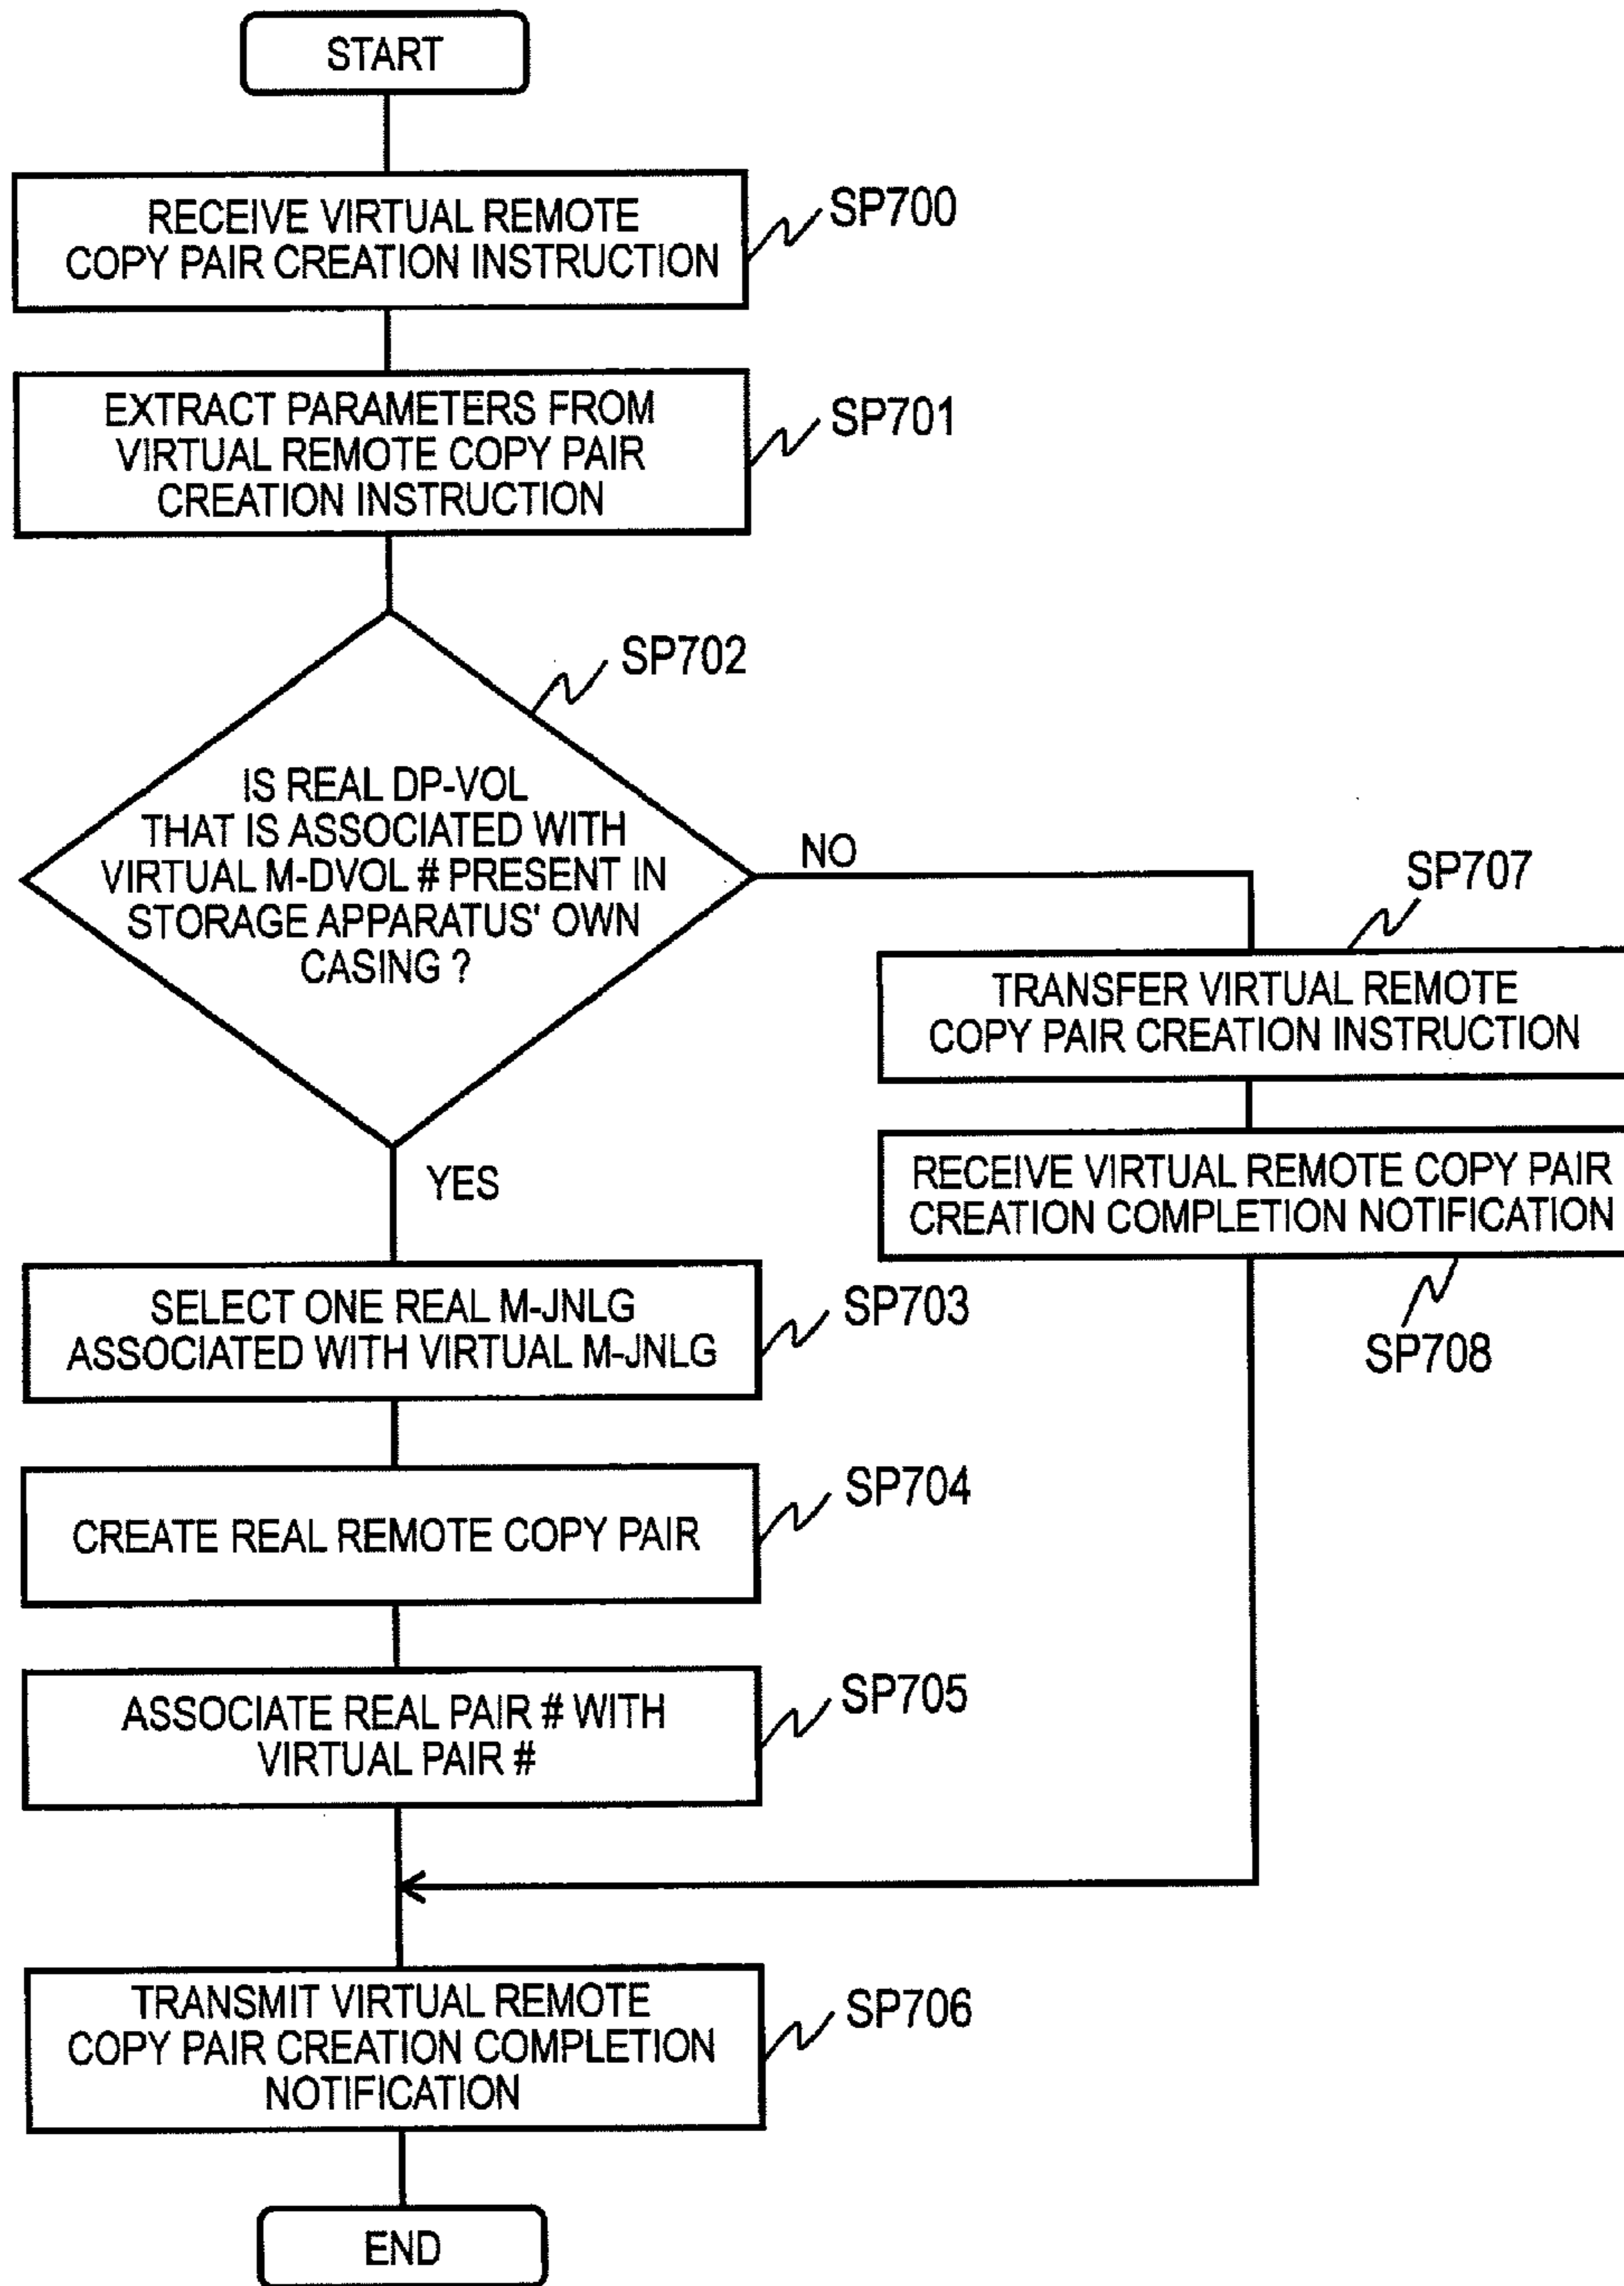 START
RECEIVE VIRTUAL REMOTE
COPY PAIR CREATION INSTRUCTION
SP700
EXTRACT PARAMETERS FROM
VIRTUAL REMOTE COPY PAIR
CREATION INSTRUCTION
SP701
SP702
IS REAL DP-VOL
THAT IS ASSOCIATED WITH
VIRTUAL M-DVOL # PRESENT IN
STORAGE APPARATUS' OWN
CASING ?
NO
YES
SP707
TRANSFER VIRTUAL REMOTE
COPY PAIR CREATION INSTRUCTION
RECEIVE VIRTUAL REMOTE COPY PAIR
CREATION COMPLETION NOTIFICATION
SP708
SELECT ONE REAL M-JNLG
ASSOCIATED WITH VIRTUAL M-JNLG
SP703
CREATE REAL REMOTE COPY PAIR
SP704
ASSOCIATE REAL PAIR # WITH
VIRTUAL PAIR #
SP705
TRANSMIT VIRTUAL REMOTE
COPY PAIR CREATION COMPLETION
NOTIFICATION
SP706
END